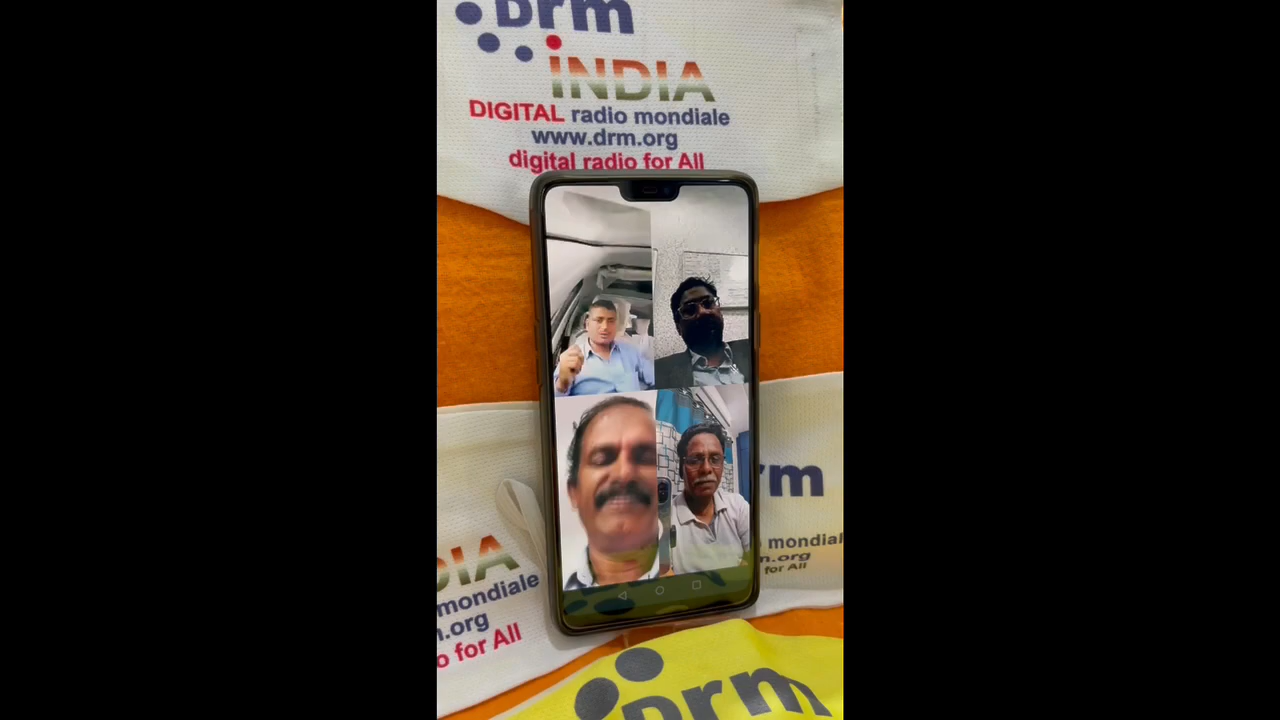 Drm
INDIA
DIGITAL radio mondiale
www.drm.org
digital radio for All
rm
mondial
n.org
for All
DIA
mondiale
.org
o for All
Drm